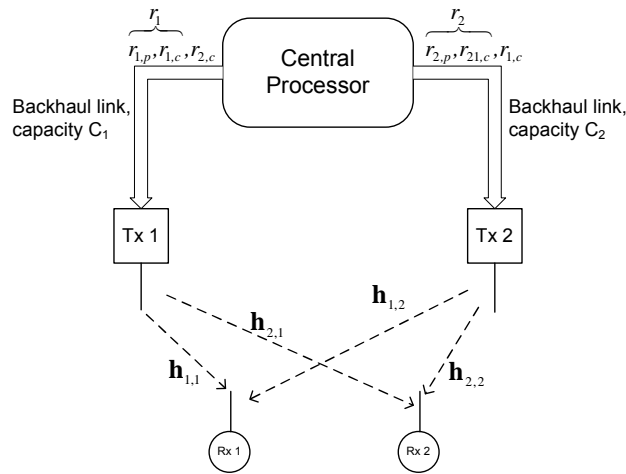 r₁
r₁,ₚ, r₁,c, r₂,c
r₂
r₂,ₚ, r₂₁,c, r₁,c
Central
Processor
Backhaul link,
capacity C₁
Backhaul link,
capacity C₂
Tx 1
Tx 2
h₁,₂
h₂,₁
h₁,₁
h₂,₂
Rx 1
Rx 2